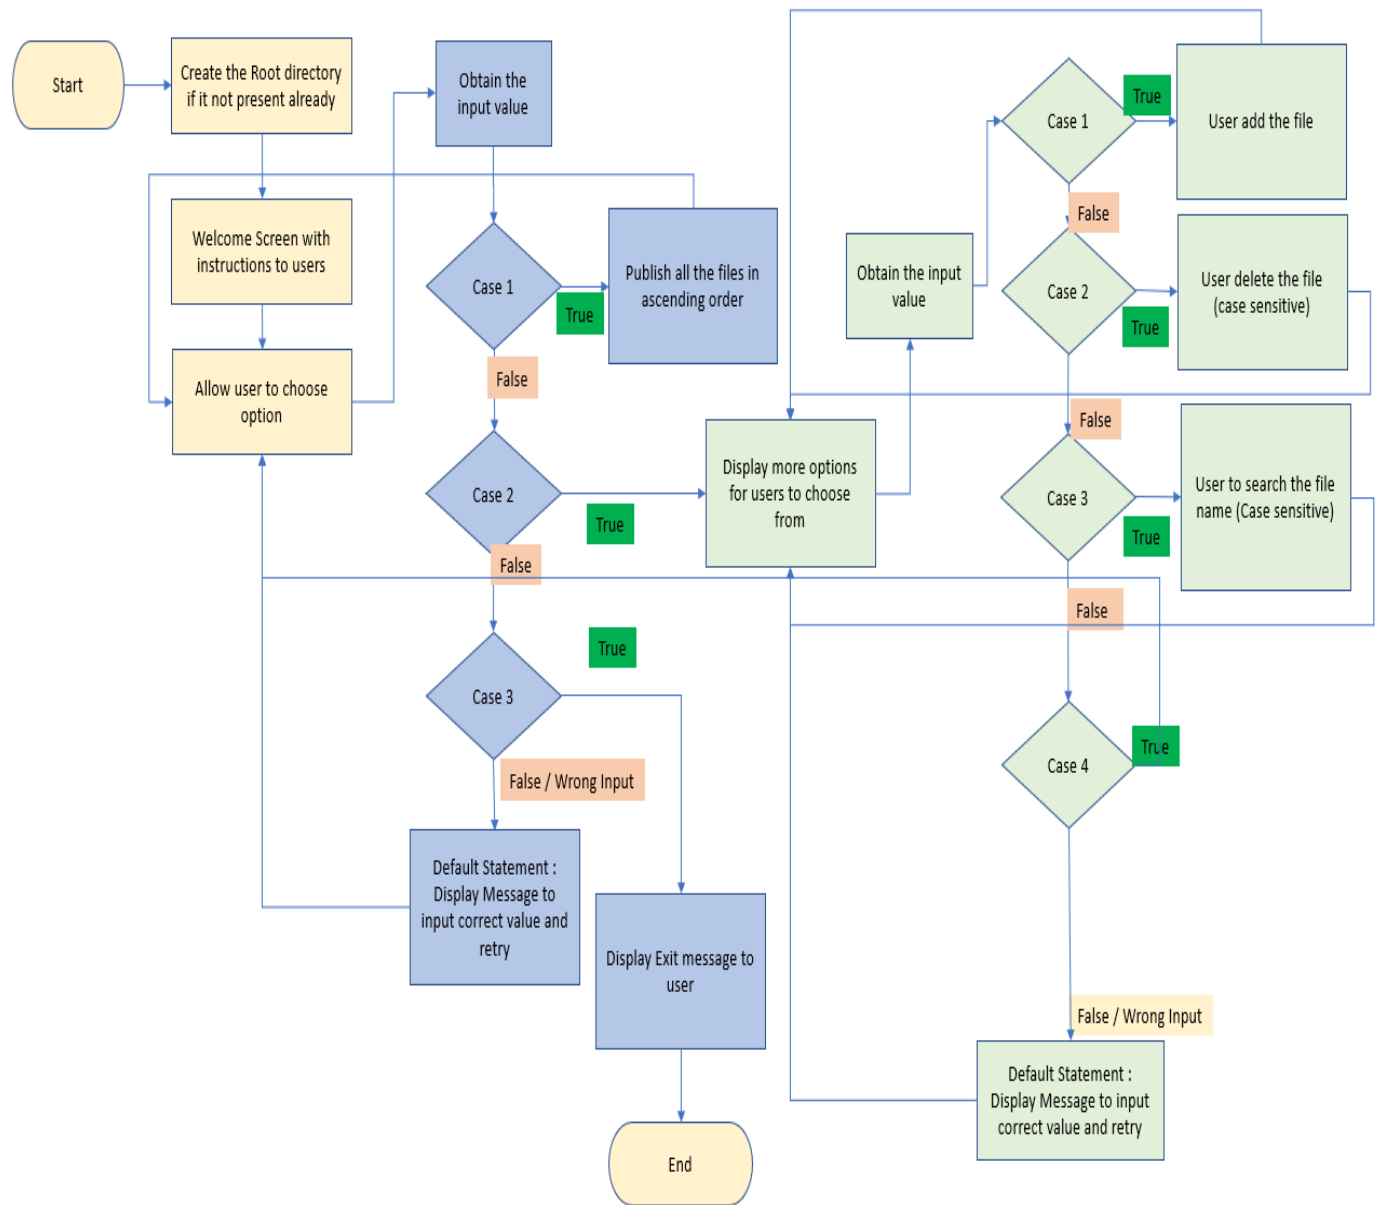 Start
Create the Root directory
if it not present already
Welcome Screen with
instructions to users
Allow user to choose
option
Obtain the
input value
Case 1
True
Publish all the files in
ascending order
False
Case 2
True
False
Case 3
True
False / Wrong Input
Default Statement :
Display Message to
input correct value and
retry
Display Exit message to
user
End
Display more options
for users to choose
from
Obtain the input
value
Case 1
True
User add the file
False
Case 2
True
User delete the file
(case sensitive)
False
Case 3
True
User to search the file
name (Case sensitive)
False
Case 4
True
False / Wrong Input
Default Statement :
Display Message to input
correct value and retry